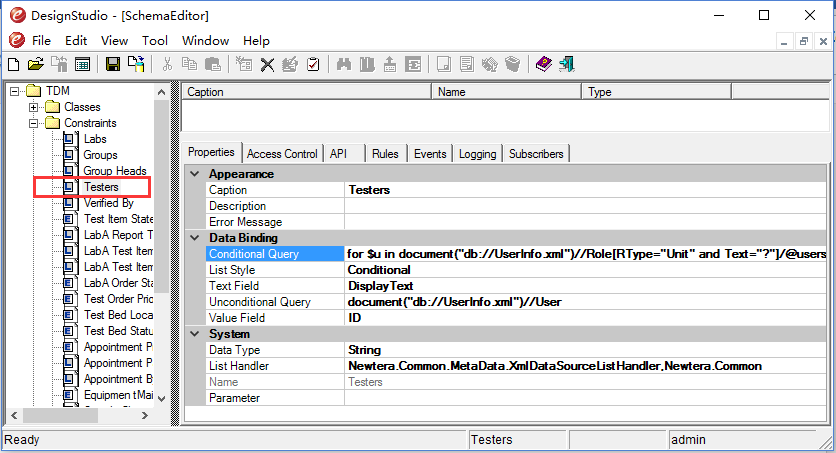 DesignStudio - [SchemaEditor]
File Edit View Tool Window Help
TDM
Classes
Constraints
Labs
Groups
Group Heads
Testers
Verified By
Test Item State
LabA Report T
LabA Test Item
LabA Test Item
LabA Order Sta
Test Order Prio
Test Bed Loca
Test Bed Statu
Appointment P
Appointment P
Appointment B
Equipment Mai
Caption Name Type
Properties Access Control API Rules Events Logging Subscribers
Appearance
Caption Testers
Description
Error Message
Data Binding
Conditional Query for $u in document("db://UserInfo.xml")//Role[RType="Unit" and Text="?"]/@users
List Style Conditional
Text Field DisplayText
Unconditional Query document("db://UserInfo.xml")//User
Value Field ID
System
Data Type String
List Handler Newtera.Common.MetaData.XmlDataSourceListHandler,Newtera.Common
Name Testers
Parameter
Ready Testers admin